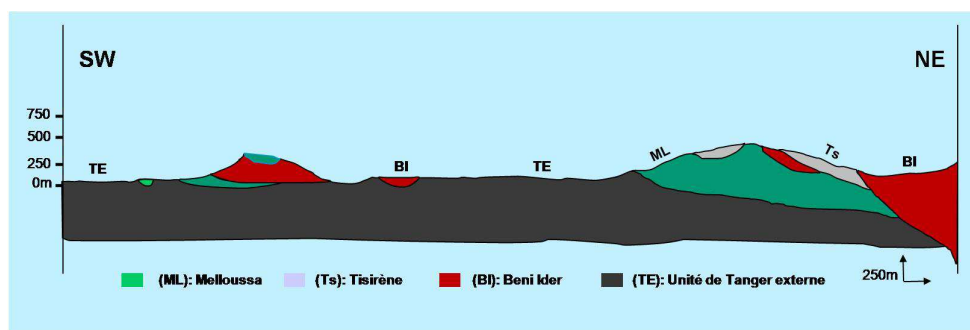 SW
NE
750
500
250
0m
TE
BI
TE
ML
Ts
BI
250m
(ML): Melloussa
(Ts): Tisirène
(BI): Beni Ider
(TE): Unité de Tanger externe